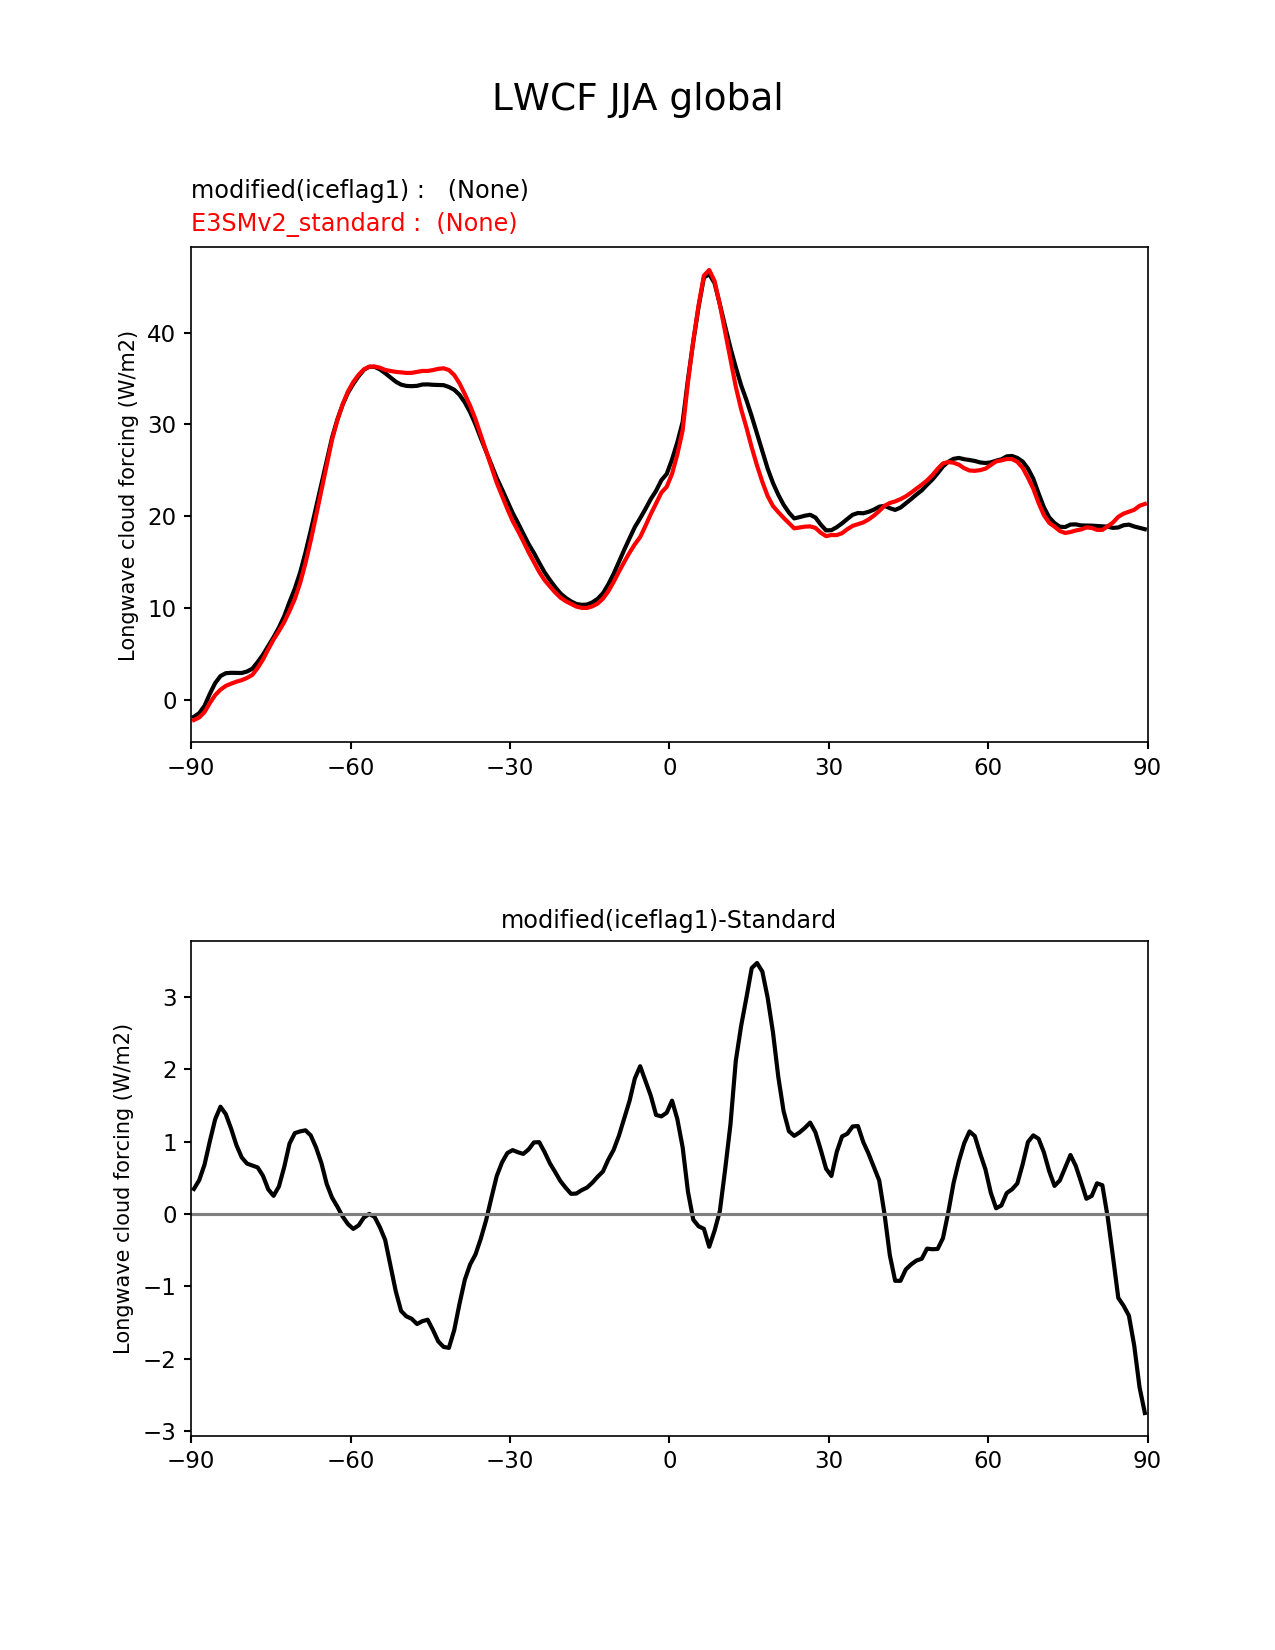 LWCF JJA global
modified(iceflag1) :   (None)
E3SMv2_standard :  (None)
Longwave cloud forcing (W/m2)
40
30
20
10
0
−90 −60 −30 0 30 60 90
modified(iceflag1)-Standard
Longwave cloud forcing (W/m2)
3
2
1
0
−1
−2
−3
−90 −60 −30 0 30 60 90